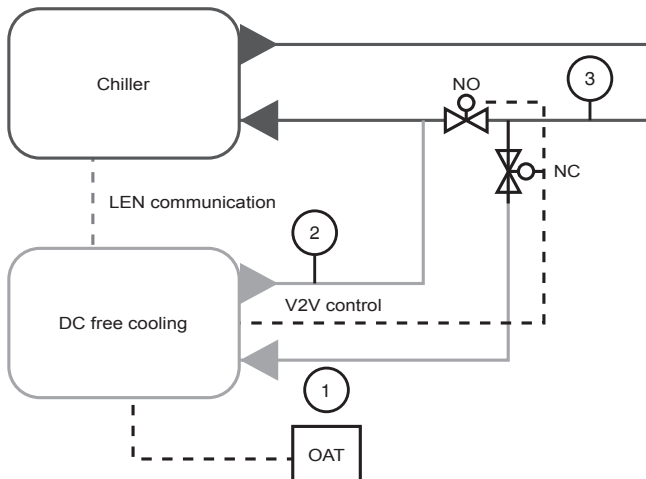 Chiller
NO
3
NC
LEN communication
2
V2V control
DC free cooling
1
OAT